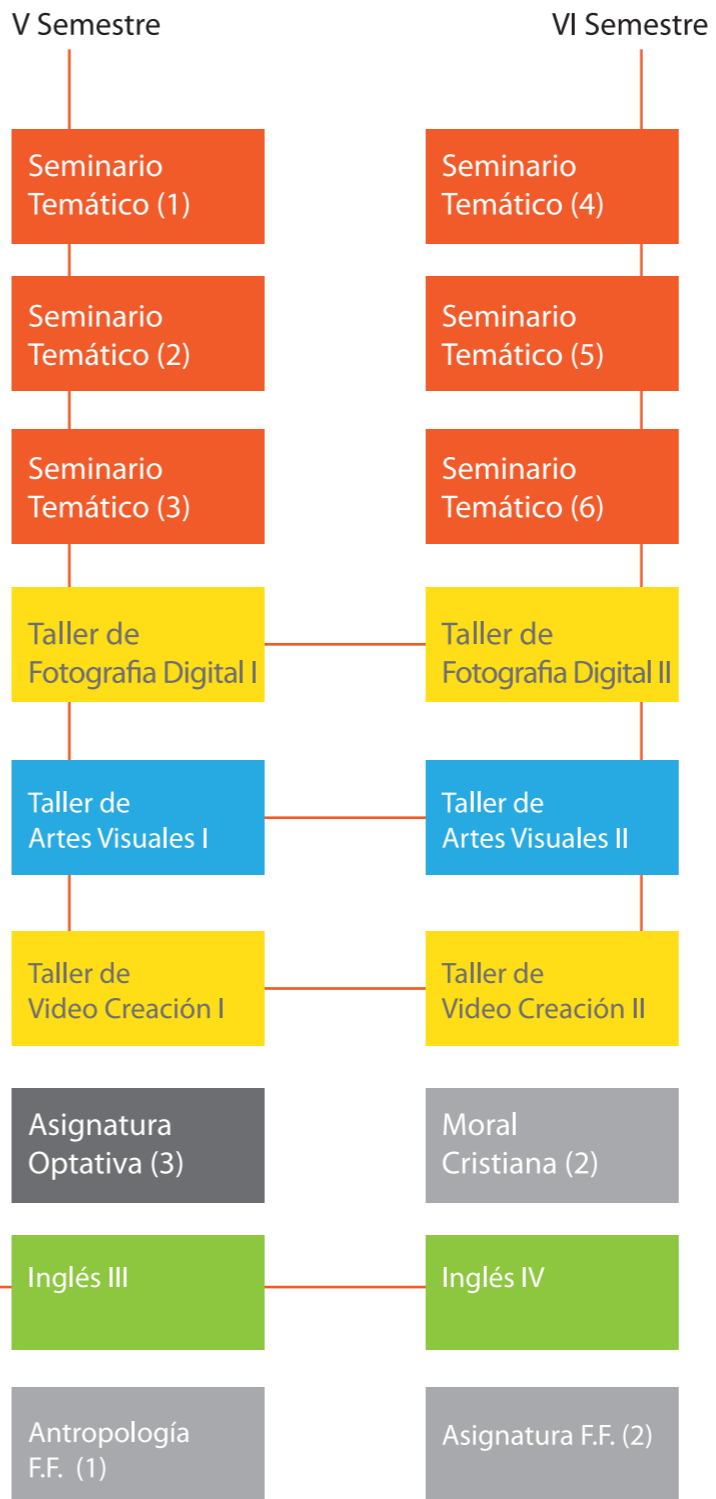 V Semestre
VI Semestre
Seminario
Temático (1)
Seminario
Temático (4)
Seminario
Temático (2)
Seminario
Temático (5)
Seminario
Temático (3)
Seminario
Temático (6)
Taller de
Fotografia Digital I
Taller de
Fotografia Digital II
Taller de
Artes Visuales I
Taller de
Artes Visuales II
Taller de
Video Creación I
Taller de
Video Creación II
Asignatura
Optativa (3)
Moral
Cristiana (2)
Inglés III
Inglés IV
Antropología
F.F. (1)
Asignatura F.F. (2)